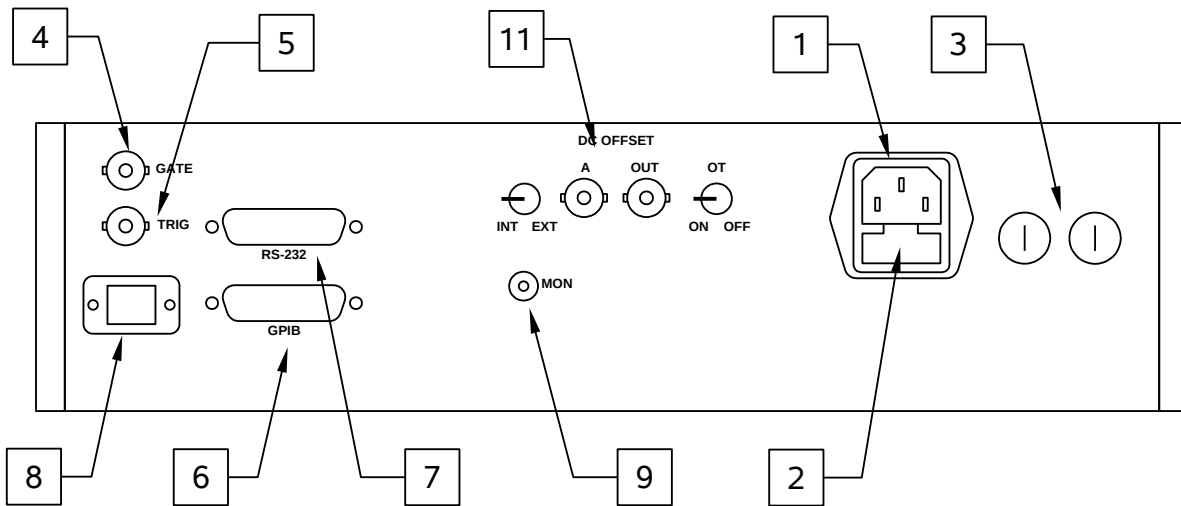 4
5
11
1
3
DC OFFSET
GATE
A
OUT
OT
TRIG
INT EXT
ON OFF
RS-232
MON
GPIB
8
6
7
9
2